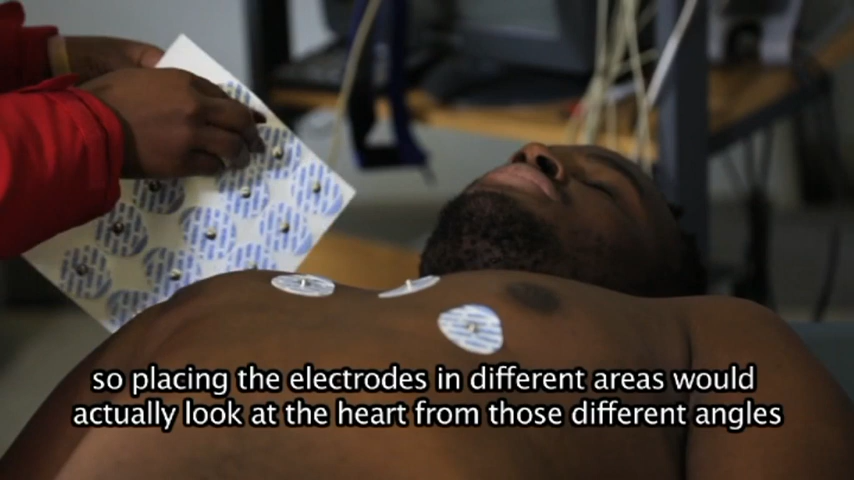 so placing the electrodes in different areas would
actually look at the heart from those different angles